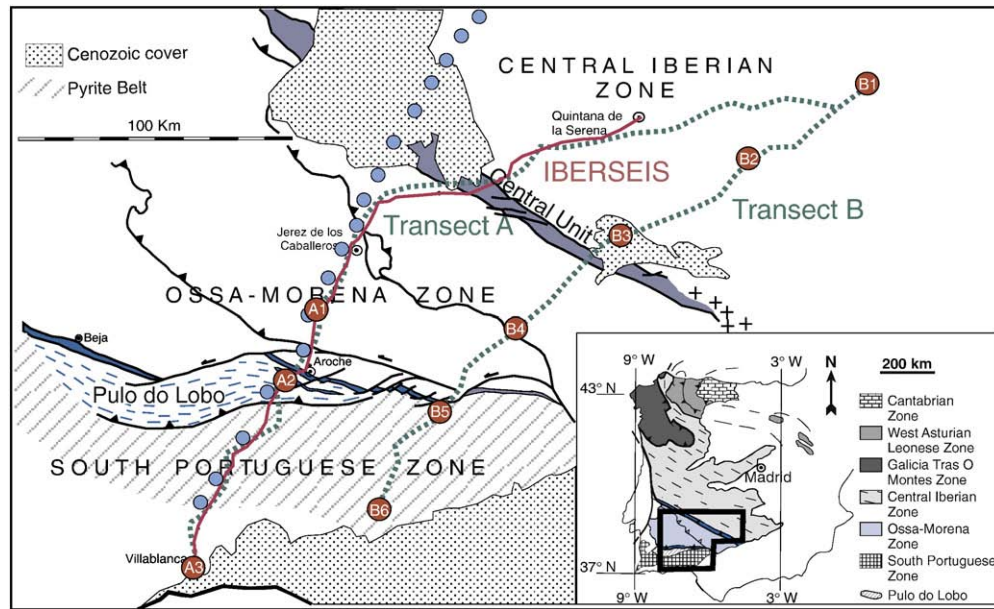 Cenozoic cover
Pyrite Belt
100 Km
CENTRAL IBERIAN
ZONE
Quintana de
la Serena
IBERSEIS
B1
B2
B3
Central Unit
Transect A
Transect B
Jerez de los
Caballeros
OSSA-MORENA ZONE
A1
B4
Beja
Aroche
A2
Pulo do Lobo
B5
SOUTH PORTUGUESE ZONE
B6
Villablanca
A3
9° W
3° W
N
200 km
43° N
Madrid
37° N
9° W
3° W
Cantabrian
Zone
West Asturian
Leonese Zone
Galicia Tras O
Montes Zone
Central Iberian
Zone
Ossa-Morena
Zone
South Portuguese
Zone
Pulo do Lobo